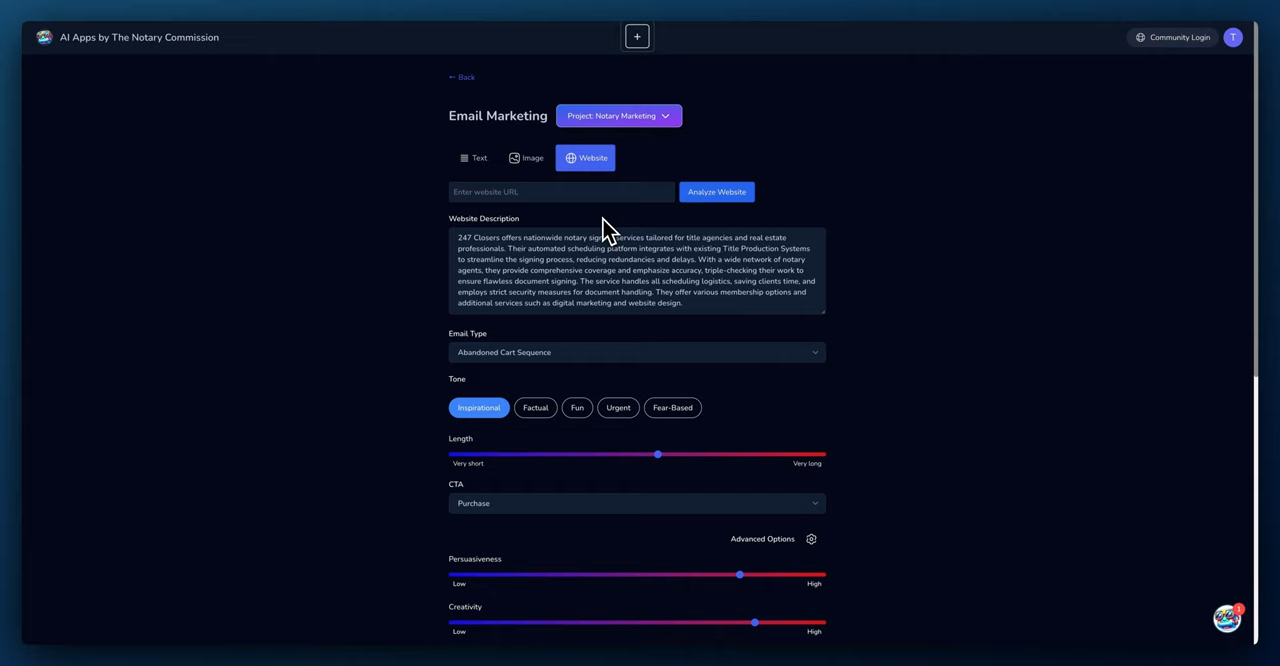 AI Apps by The Notary Commission
+
Community Login
T
← Back
Email Marketing
Project: Notary Marketing
Text
Image
Website
Enter website URL
Analyze Website
Website Description
247 Closers offers nationwide notary services tailored for title agencies and real estate
professionals. Their automated scheduling platform integrates with existing Title Production Systems
to streamline the signing process, reducing redundancies and delays. With a wide network of notary
agents, they provide comprehensive coverage and emphasize accuracy, triple-checking their work to
ensure flawless document signing. The service handles all scheduling logistics, saving clients time, and
employs strict security measures for document handling. They offer various membership options and
additional services such as digital marketing and website design.
Email Type
Abandoned Cart Sequence
Tone
Inspirational
Factual
Fun
Urgent
Fear-Based
Length
Very short
Very long
CTA
Purchase
Advanced Options
Persuasiveness
Low
High
Creativity
Low
High
1